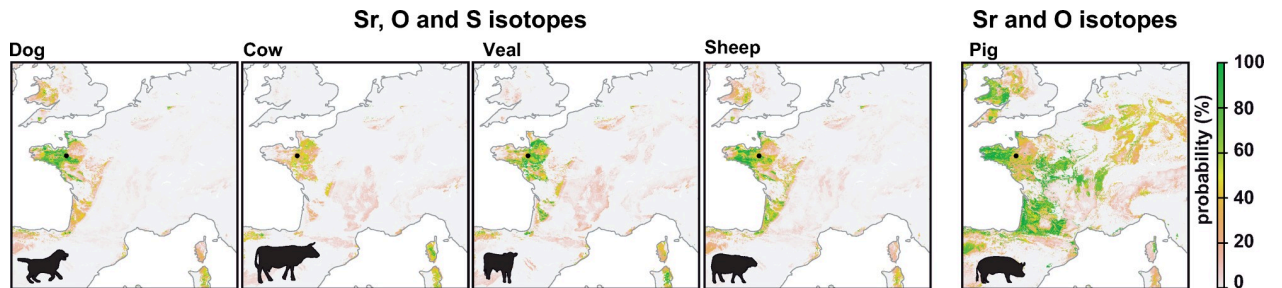 Sr, O and S isotopes
Sr and O isotopes
Dog
Cow
Veal
Sheep
Pig
100
80
60
40
20
0
probability (%)